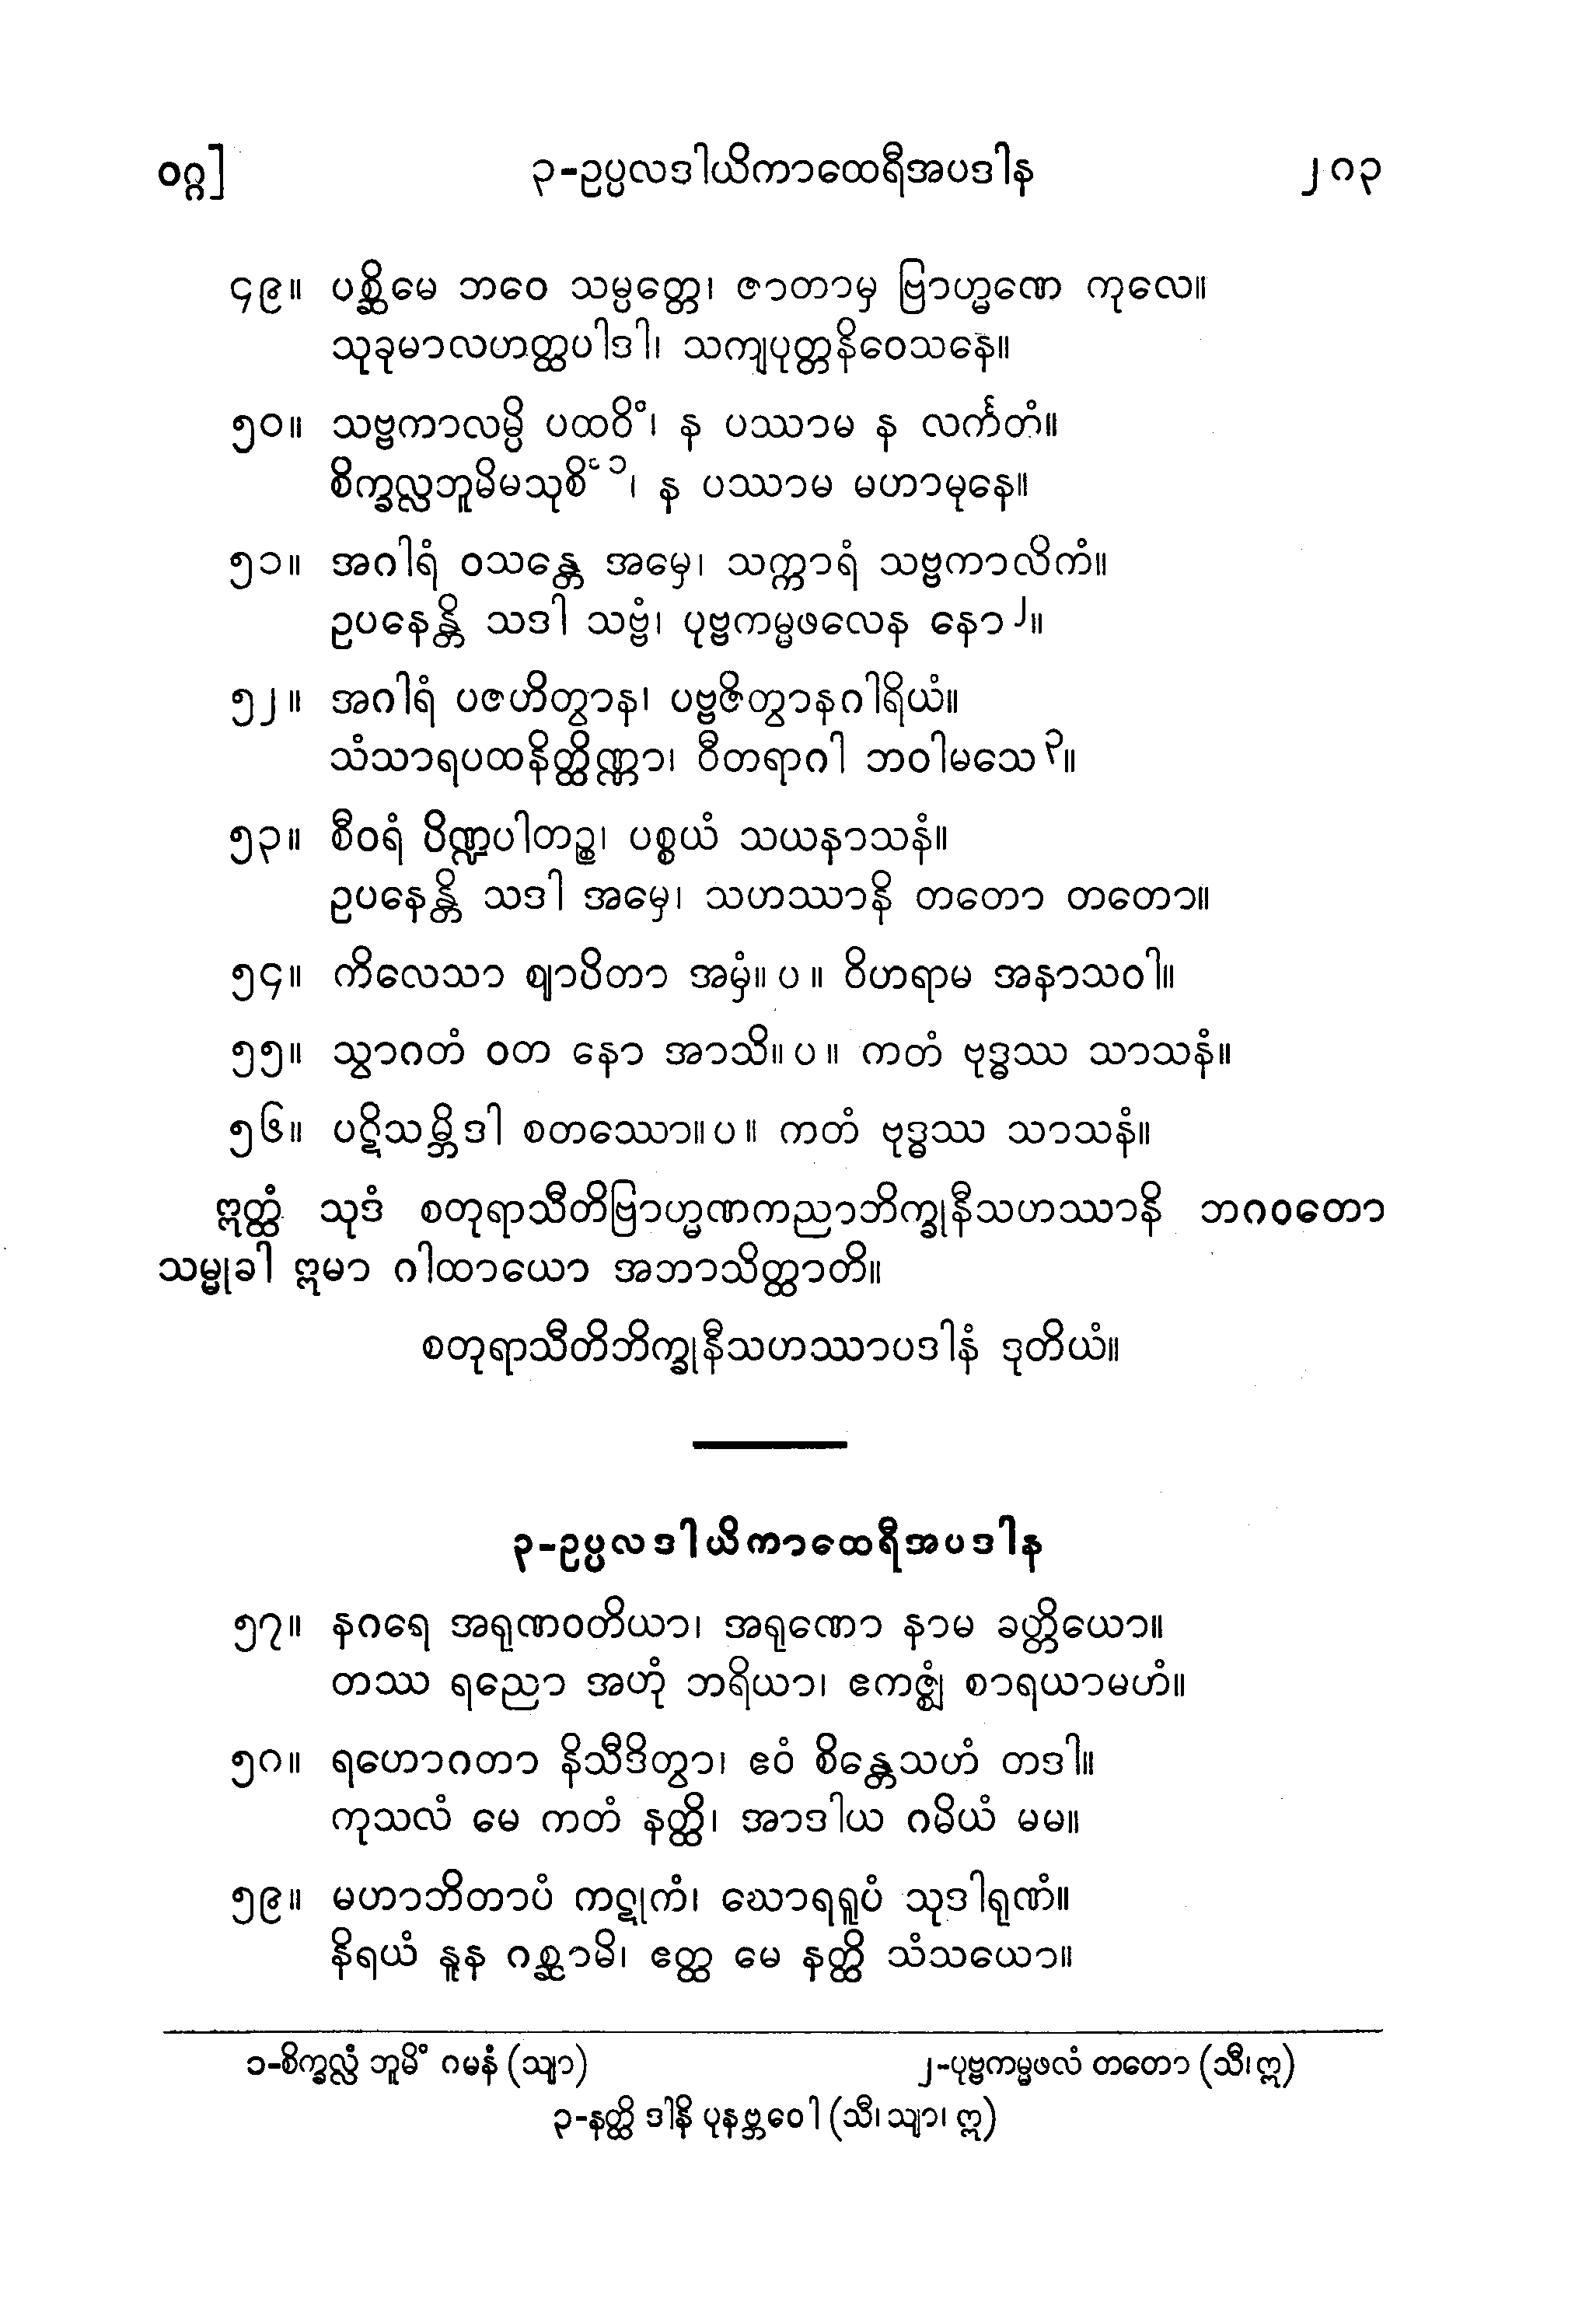 ဝဂ္ဂ] ၃-ဥပ္ပလဒါယိကာထေရီအပဒါန ၂၈၃
၄၉။ ပစ္ဆိမေ ဘဝေ သမ္ပတ္တေ၊ ဇာတာမှ ဗြာဟ္မဏေ ကုလေ။
သုခုမာလဟတ္ထပါဒါ၊ သကျပုတ္တနိဝေသနေ။
၅၀။ သဗ္ဗကာလမ္ပိ ပထဝိံ၊ န ပဿာမ န လင်္ကတံ။
စိက္ခလ္လဘူမိမသုစိံ ၁၊ န ပဿာမ မဟာမုနေ။
၅၁။ အဂါရံ ဝသန္တေ အမှေ၊ သက္ကာရံ သဗ္ဗကာလိကံ။
ဥပနေန္တိ သဒါ သဗ္ဗံ၊ ပုဗ္ဗကမ္မဖလေန နော ၂။
၅၂။ အဂါရံ ပဇဟိတွာန၊ ပဗ္ဗဇိတွာနဂါရိယံ။
သံသာရပထနိတ္ထိဏ္ဏာ၊ ဝီတရာဂါ ဘဝါမသေ ၃။
၅၃။ စီဝရံ ပိဏ္ဍပါတဉ္စ၊ ပစ္စယံ သယနာသနံ။
ဥပနေန္တိ သဒါ အမှေ၊ သဟဿာနိ တတော တတော။
၅၄။ ကိလေသာ ဈာပိတာ အမှံ။ ပ ။ ဝိဟရာမ အနာသဝါ။
၅၅။ သွာဂတံ ဝတ နော အာသိ။ ပ ။ ကတံ ဗုဒ္ဓဿ သာသနံ။
၅၆။ ပဋိသမ္ဘိဒါ စတဿော။ ပ ။ ကတံ ဗုဒ္ဓဿ သာသနံ။
ဣတ္ထံ သုဒံ စတုရာသီတိဗြာဟ္မဏကညာဘိက္ခုနီသဟဿာနိ ဘဂဝတော
သမ္မုခါ ဣမာ ဂါထာယော အဘာသိတ္ထာတိ။
စတုရာသီတိဘိက္ခုနီသဟဿာပဒါနံ ဒုတိယံ။
၃-ဥပ္ပလဒါယိကာထေရီအပဒါန
၅၇။ နဂရေ အရုဏဝတိယာ၊ အရုဏော နာမ ခတ္တိယော။
တဿ ရညော အဟုံ ဘရိယာ၊ ဧကဇ္ဈံ စာရယာမဟံ။
၅၈။ ရဟောဂတာ နိသီဒိတွာ၊ ဧဝံ စိန္တေသဟံ တဒါ။
ကုသလံ မေ ကတံ နတ္ထိ၊ အာဒါယ ဂမိယံ မမ။
၅၉။ မဟာဘိတာပံ ကဋုကံ၊ ဃောရရူပံ သုဒါရုဏံ။
နိရယံ နူန ဂစ္ဆာမိ၊ ဧတ္ထ မေ နတ္ထိ သံသယော။
၁-စိက္ခလ္လံ ဘူမိံ ဂမနံ (သျာ) ၂-ပုဗ္ဗကမ္မဖလံ တတော (သီ၊ ဣ)
၃-နတ္ထိ ဒါနိ ပုနဗ္ဘဝေါ (သီ၊ သျာ၊ ဣ)